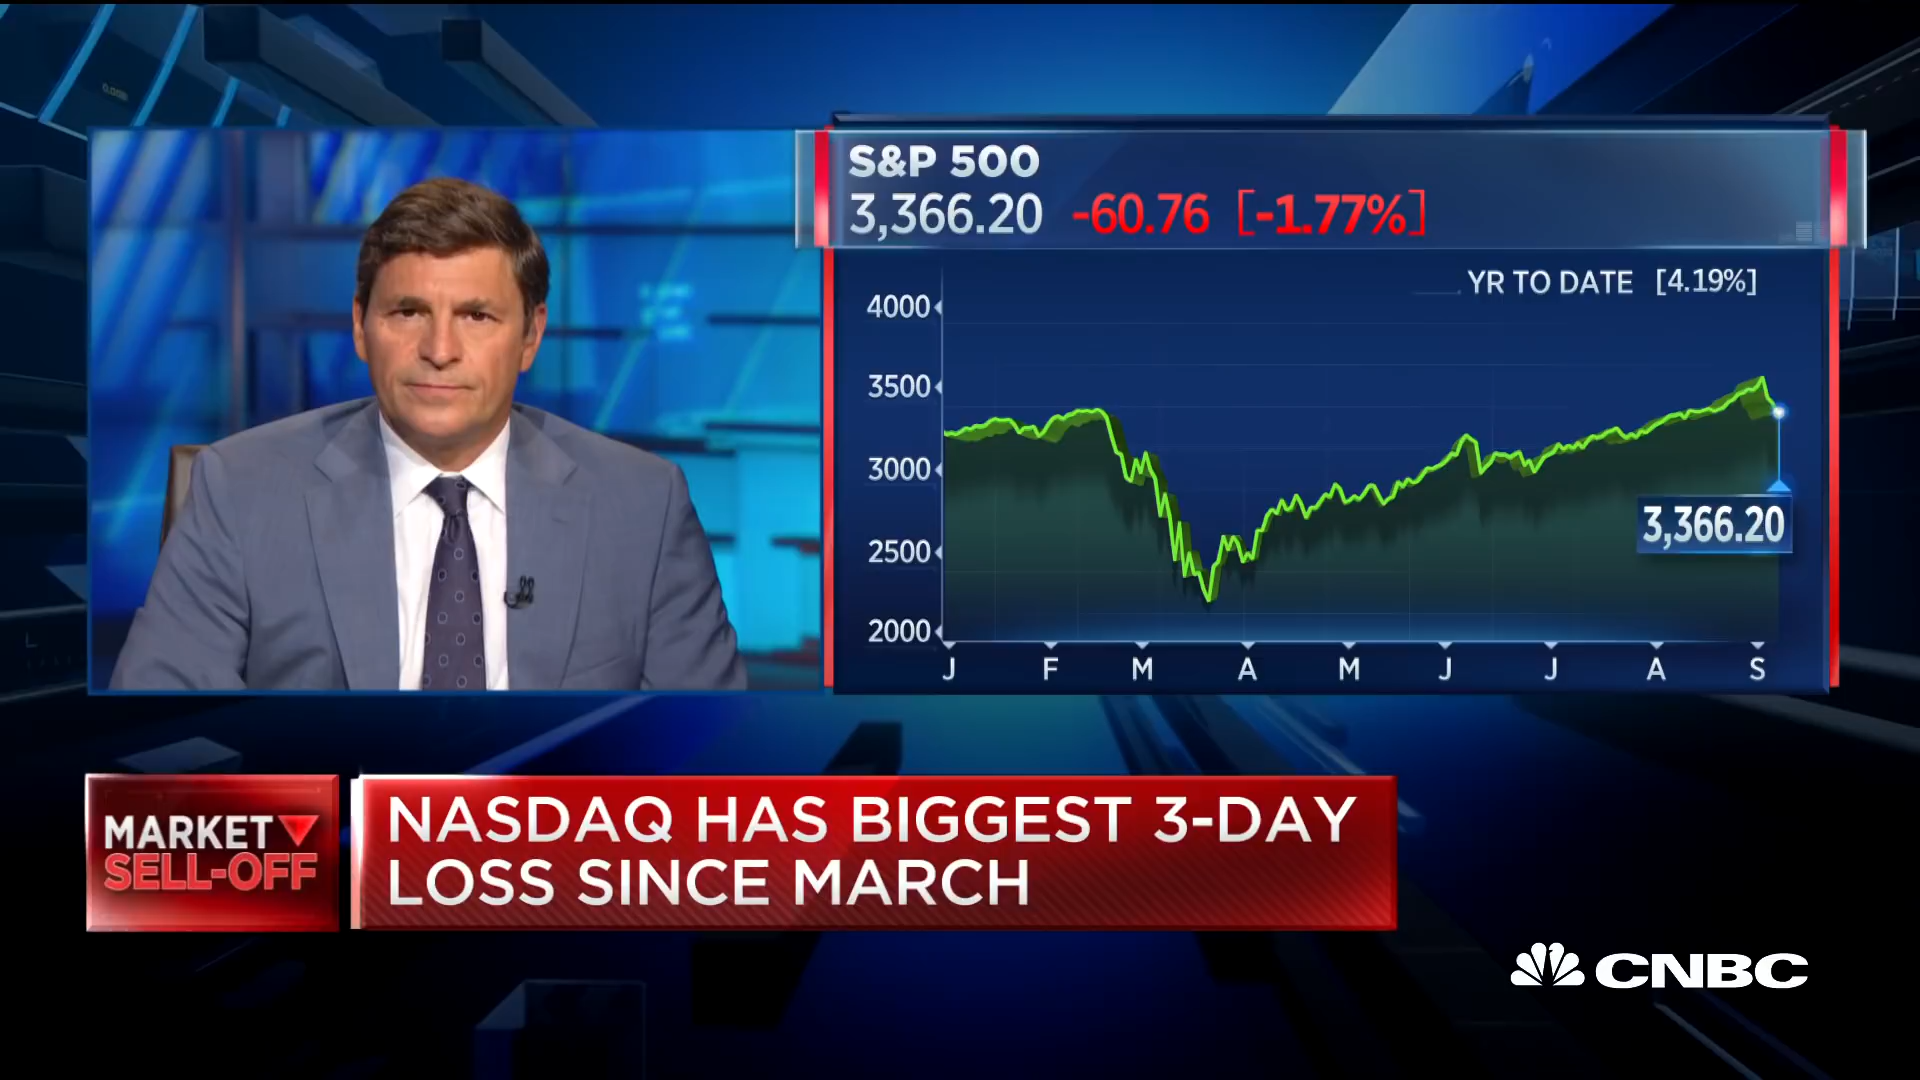 S&P 500
3,366.20 -60.76 [-1.77%]
YR TO DATE [4.19%]
4000
3500
3000
2500
2000
3,366.20
J F M A M J J A S
MARKET
SELL-OFF
NASDAQ HAS BIGGEST 3-DAY
LOSS SINCE MARCH
CNBC